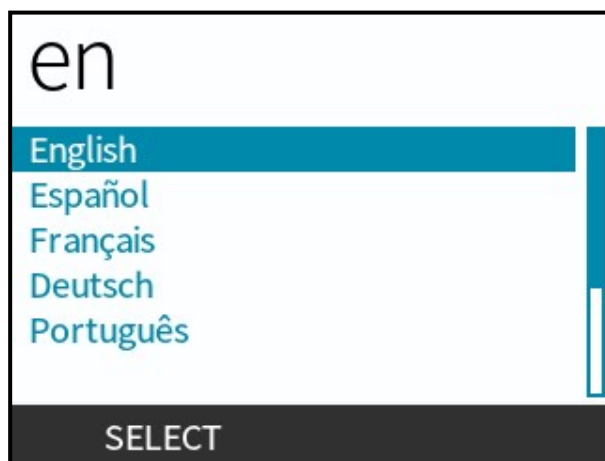 en
English
Español
Français
Deutsch
Português
SELECT